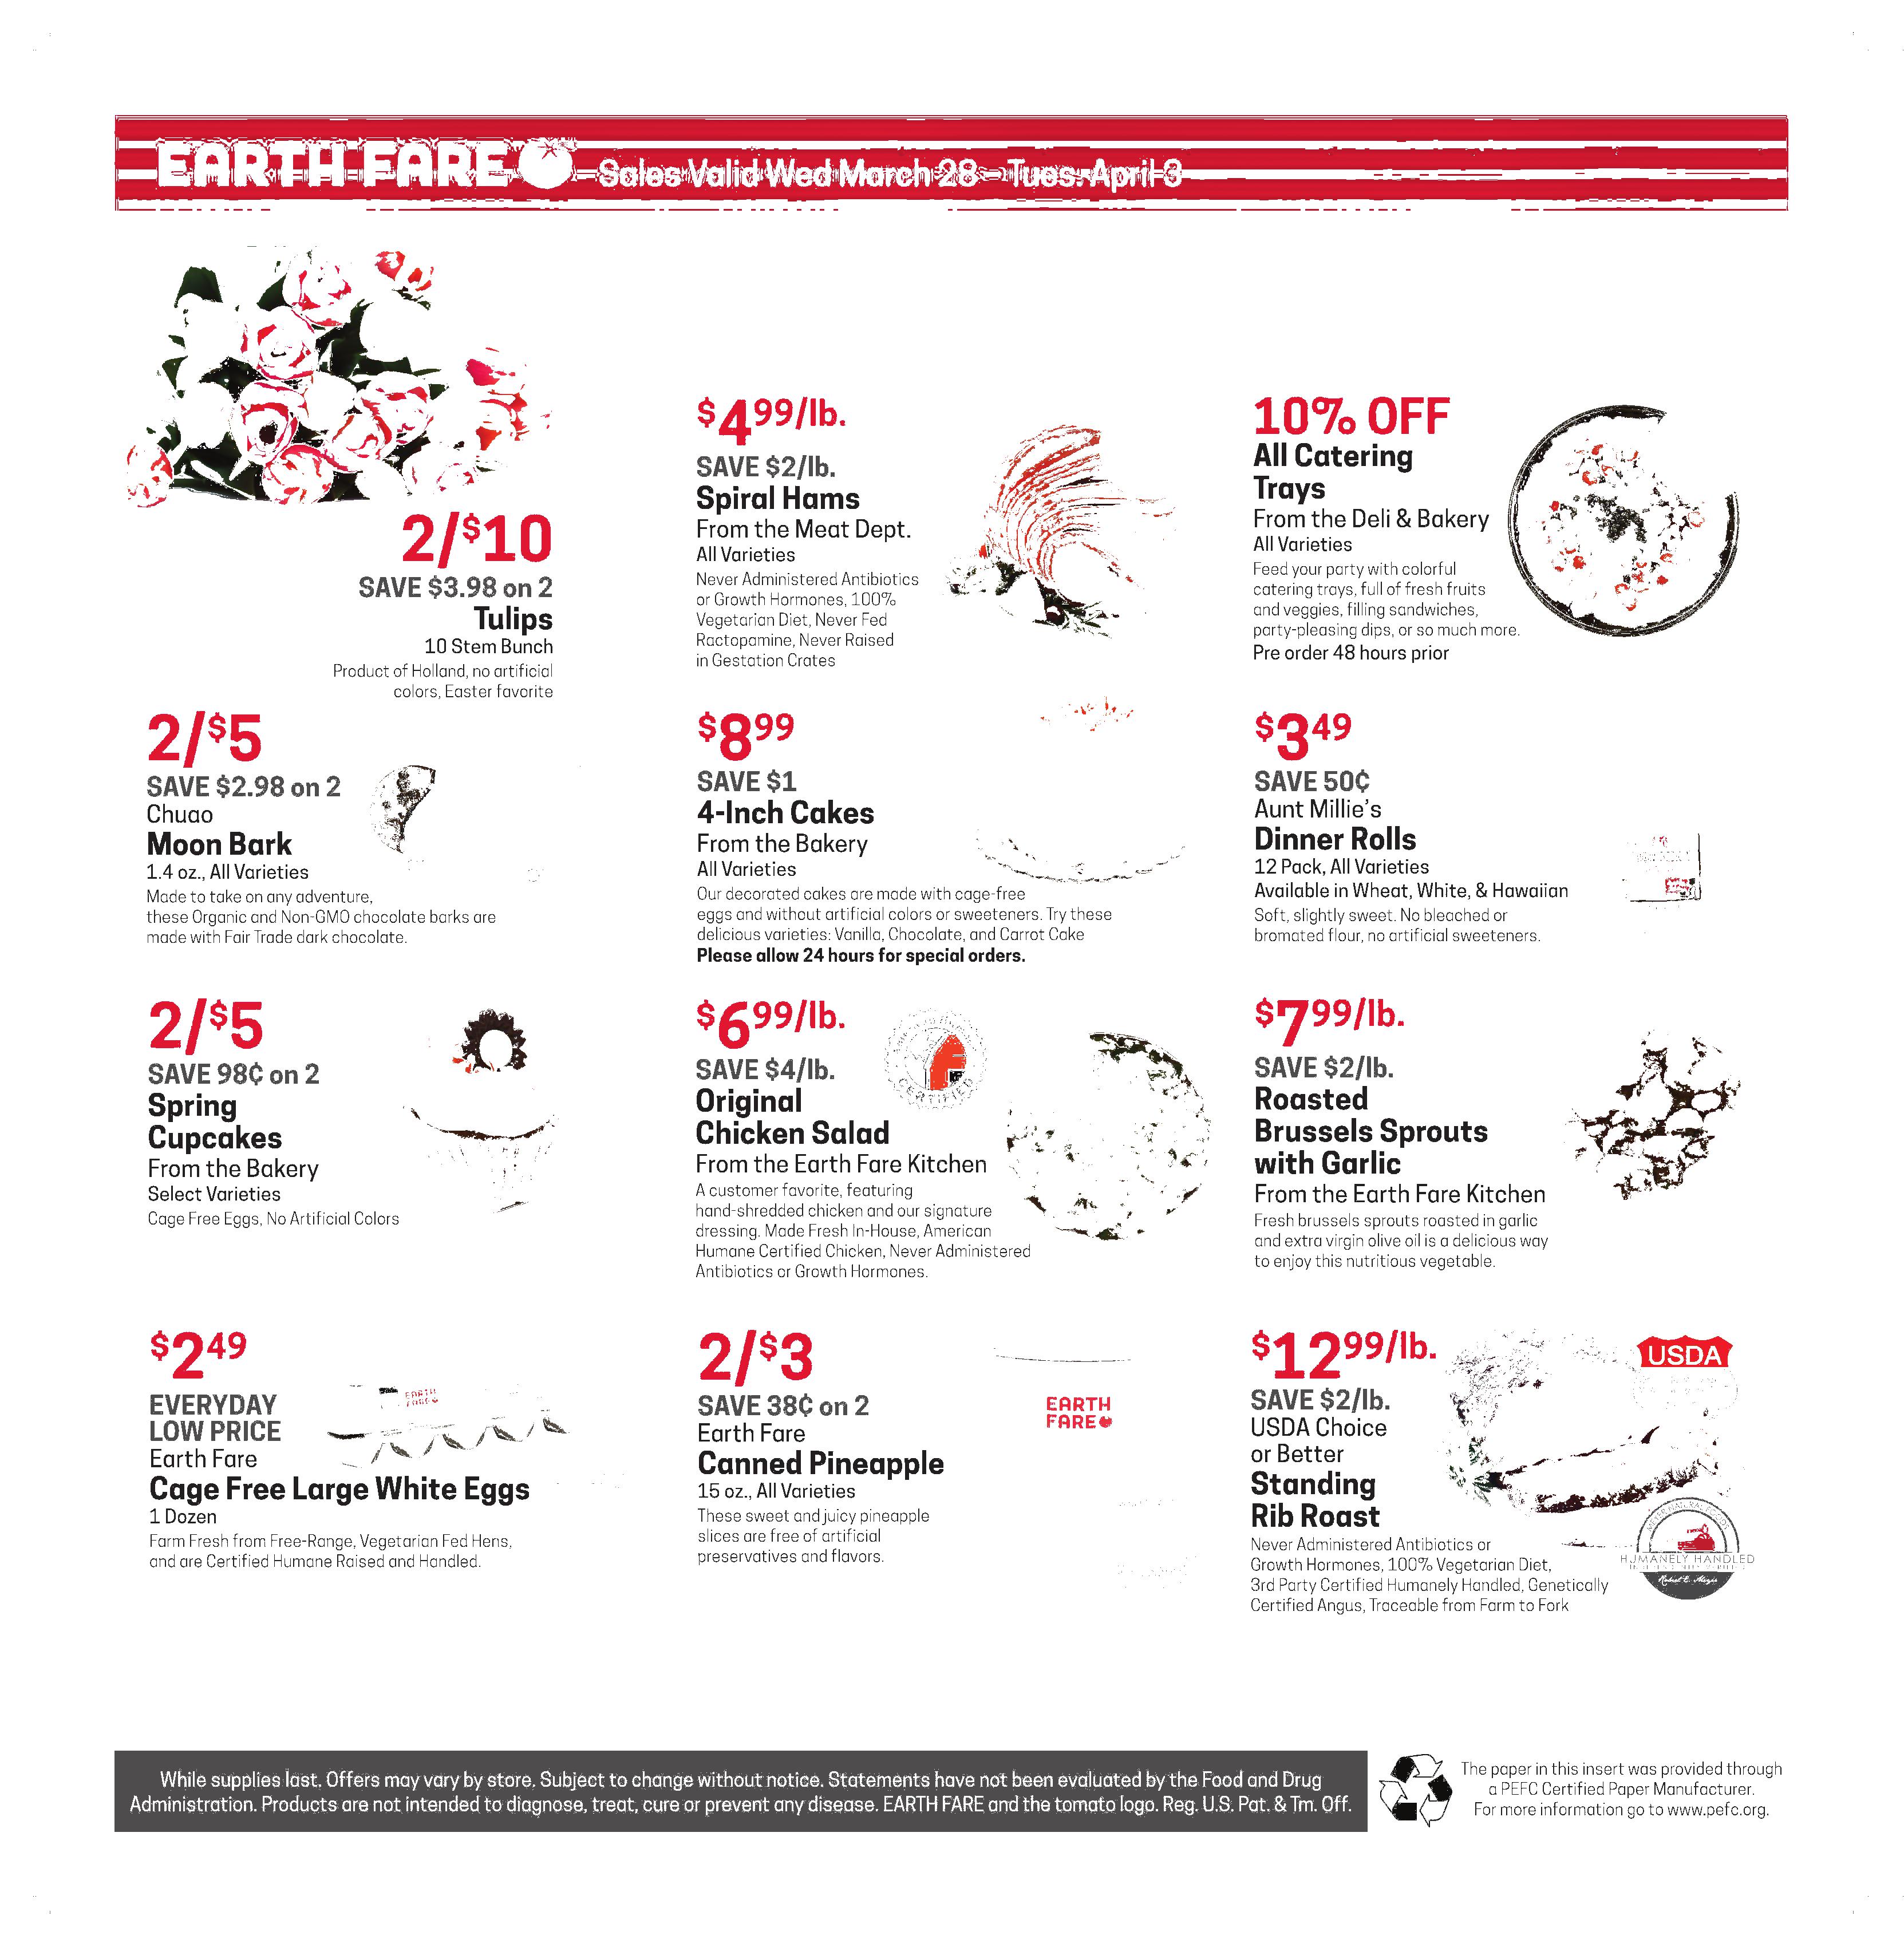 EARTH FARE Sales Valid Wed March 28 - Tues. April 3
2/$10
SAVE $3.98 on 2
Tulips
10 Stem Bunch
Product of Holland, no artificial
colors, Easter favorite
$4.99/lb.
SAVE $2/lb.
Spiral Hams
From the Meat Dept.
All Varieties
Never Administered Antibiotics
or Growth Hormones, 100%
Vegetarian Diet, Never Fed
Ractopamine, Never Raised
in Gestation Crates
10% OFF
All Catering
Trays
From the Deli & Bakery
All Varieties
Feed your party with colorful
catering trays, full of fresh fruits
and veggies, filling sandwiches,
party-pleasing dips, or so much more.
Pre order 48 hours prior
2/$5
SAVE $2.98 on 2
Chuao
Moon Bark
1.4 oz., All Varieties
Made to take on any adventure,
these Organic and Non-GMO chocolate barks are
made with Fair Trade dark chocolate.
$8.99
SAVE $1
4-Inch Cakes
From the Bakery
All Varieties
Our decorated cakes are made with cage-free
eggs and without artificial colors or sweeteners. Try these
delicious varieties: Vanilla, Chocolate, and Carrot Cake
Please allow 24 hours for special orders.
$3.49
SAVE 50¢
Aunt Millie's
Dinner Rolls
12 Pack, All Varieties
Available in Wheat, White, & Hawaiian
Soft, slightly sweet. No bleached or
bromated flour, no artificial sweeteners.
2/$5
SAVE 98¢ on 2
Spring
Cupcakes
From the Bakery
Select Varieties
Cage Free Eggs, No Artificial Colors
$6.99/lb.
SAVE $4/lb.
Original
Chicken Salad
From the Earth Fare Kitchen
A customer favorite, featuring
hand-shredded chicken and our signature
dressing. Made Fresh In-House, American
Humane Certified Chicken, Never Administered
Antibiotics or Growth Hormones.
CERTIFIED
$7.99/lb.
SAVE $2/lb.
Roasted
Brussels Sprouts
with Garlic
From the Earth Fare Kitchen
Fresh brussels sprouts roasted in garlic
and extra virgin olive oil is a delicious way
to enjoy this nutritious vegetable.
$2.49
EVERYDAY
LOW PRICE
Earth Fare
Cage Free Large White Eggs
1 Dozen
Farm Fresh from Free-Range, Vegetarian Fed Hens,
and are Certified Humane Raised and Handled.
EARTH
FARE
2/$3
SAVE 38¢ on 2
Earth Fare
Canned Pineapple
15 oz., All Varieties
These sweet and juicy pineapple
slices are free of artificial
preservatives and flavors.
EARTH
FARE
$12.99/lb.
SAVE $2/lb.
USDA Choice
or Better
Standing
Rib Roast
Never Administered Antibiotics or
Growth Hormones, 100% Vegetarian Diet,
3rd Party Certified Humanely Handled, Genetically
Certified Angus, Traceable from Farm to Fork
USDA
MEYER NATURAL FOODS
HUMANELY HANDLED
While supplies last. Offers may vary by store. Subject to change without notice. Statements have not been evaluated by the Food and Drug
Administration. Products are not intended to diagnose, treat, cure or prevent any disease. EARTH FARE and the tomato logo. Reg. U.S. Pat. & Tm. Off.
The paper in this insert was provided through
a PEFC Certified Paper Manufacturer.
For more information go to www.pefc.org.